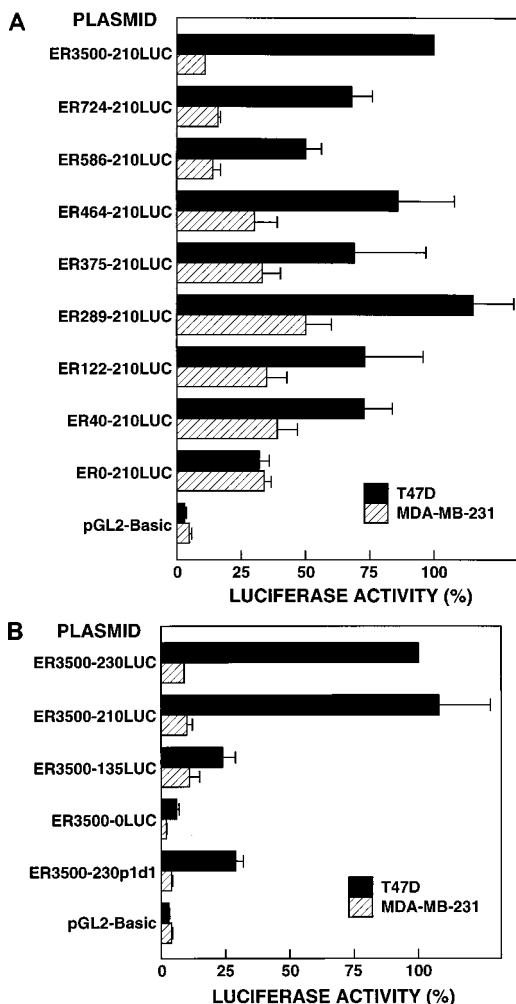 A
PLASMID
ER3500-210LUC
ER724-210LUC
ER586-210LUC
ER464-210LUC
ER375-210LUC
ER289-210LUC
ER122-210LUC
ER40-210LUC
ER0-210LUC
pGL2-Basic
T47D
MDA-MB-231
0 25 50 75 100
LUCIFERASE ACTIVITY (%)
B
PLASMID
ER3500-230LUC
ER3500-210LUC
ER3500-135LUC
ER3500-0LUC
ER3500-230p1d1
pGL2-Basic
T47D
MDA-MB-231
0 25 50 75 100
LUCIFERASE ACTIVITY (%)